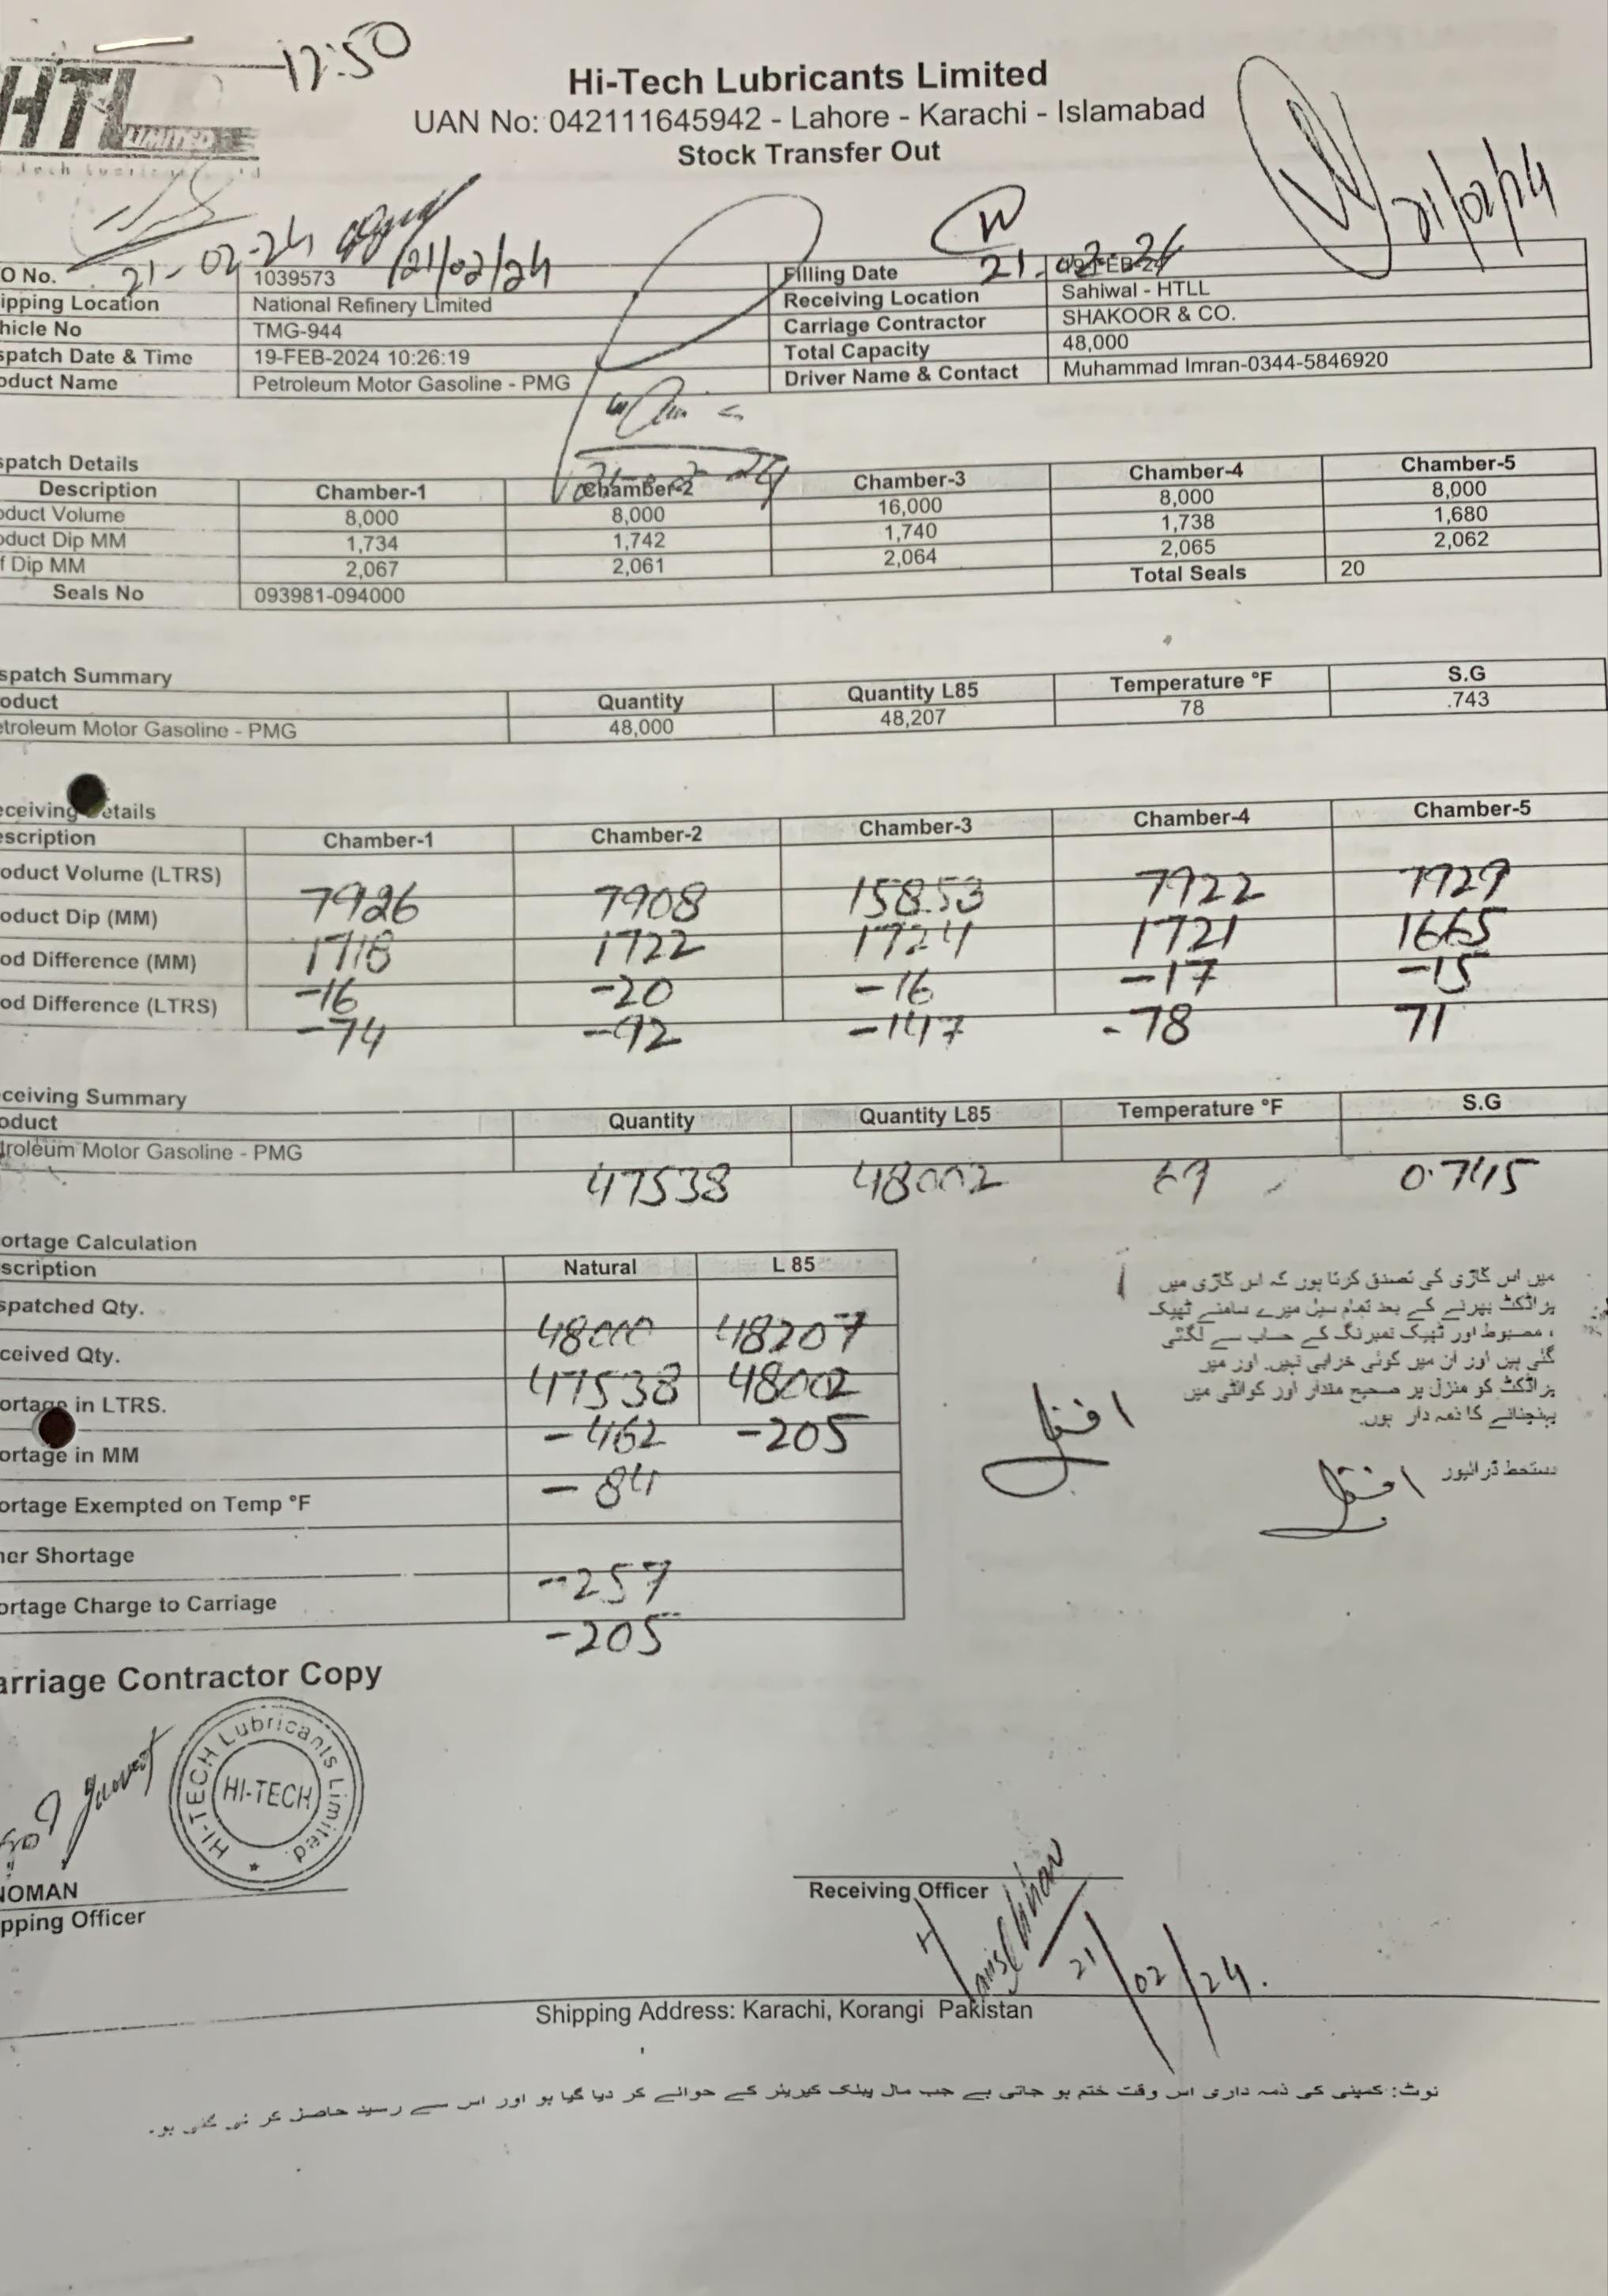 17:50
HTL LIMITED
Hi-Tech Lubricants Limited
UAN No: 042111645942 - Lahore - Karachi - Islamabad
Stock Transfer Out
21/02/24
21-02-24 21/02/24 21-02-24
O No. 1039573 Filling Date
ipping Location National Refinery Limited Receiving Location Sahiwal - HTLL
hicle No TMG-944 Carriage Contractor SHAKOOR & CO.
spatch Date & Time 19-FEB-2024 10:26:19 Total Capacity 48,000
oduct Name Petroleum Motor Gasoline - PMG Driver Name & Contact Muhammad Imran-0344-5846920
spatch Details
Description Chamber-1 Chamber-2 Chamber-3 Chamber-4 Chamber-5
oduct Volume 8,000 8,000 16,000 8,000 8,000
oduct Dip MM 1,734 1,742 1,740 1,738 1,680
f Dip MM 2,067 2,061 2,064 2,065 2,062
Seals No 093981-094000 Total Seals 20
spatch Summary
oduct Quantity Quantity L85 Temperature °F S.G
etroleum Motor Gasoline - PMG 48,000 48,207 78 .743
eceiving Details
escription Chamber-1 Chamber-2 Chamber-3 Chamber-4 Chamber-5
oduct Volume (LTRS) 7926 7908 15853 7922 7929
oduct Dip (MM) 1718 1722 1724 1721 1665
od Difference (MM) -16 -20 -16 -17 -15
od Difference (LTRS) -74 -92 -147 -78 71
ceiving Summary
oduct Quantity Quantity L85 Temperature °F S.G
troleum Motor Gasoline - PMG 47538 48002 0.745
ortage Calculation
scription Natural L 85
spatched Qty. 48000 48207
ceived Qty. 47538 48002
ortage in LTRS. -462 -205
ortage in MM -84
ortage Exempted on Temp °F
her Shortage -257
ortage Charge to Carriage -205
میں اس گاڑی کی تصدق کرتا ہوں کہ اس گاڑی میں
پراڈکٹ بھرنے کے بعد تمام سیل میرے سامنے ٹھیک
، مضبوط اور ٹھیک نمبرنگ کے حساب سے لگتی
گئی ہیں اور ان میں کوئی خرابی نہیں۔ اور میں
پراڈکٹ کو منزل پر صحیح مقدار اور کوانٹی میں
پہنچنانے کا ذمہ دار ہوں۔
دستخط ڈرائیور
arriage Contractor Copy
HI-TECH Lubricants Limited.
HI-TECH
NOMAN
pping Officer
Receiving Officer
21/02/24.
Shipping Address: Karachi, Korangi Pakistan
نوٹ: کمپنی کی ذمہ داری اس وقت ختم ہو جاتی ہے جب مال پبلک کیریئر کے حوالے کر دیا گیا ہو اور اس سے رسید حاصل کر لی گئی ہو۔